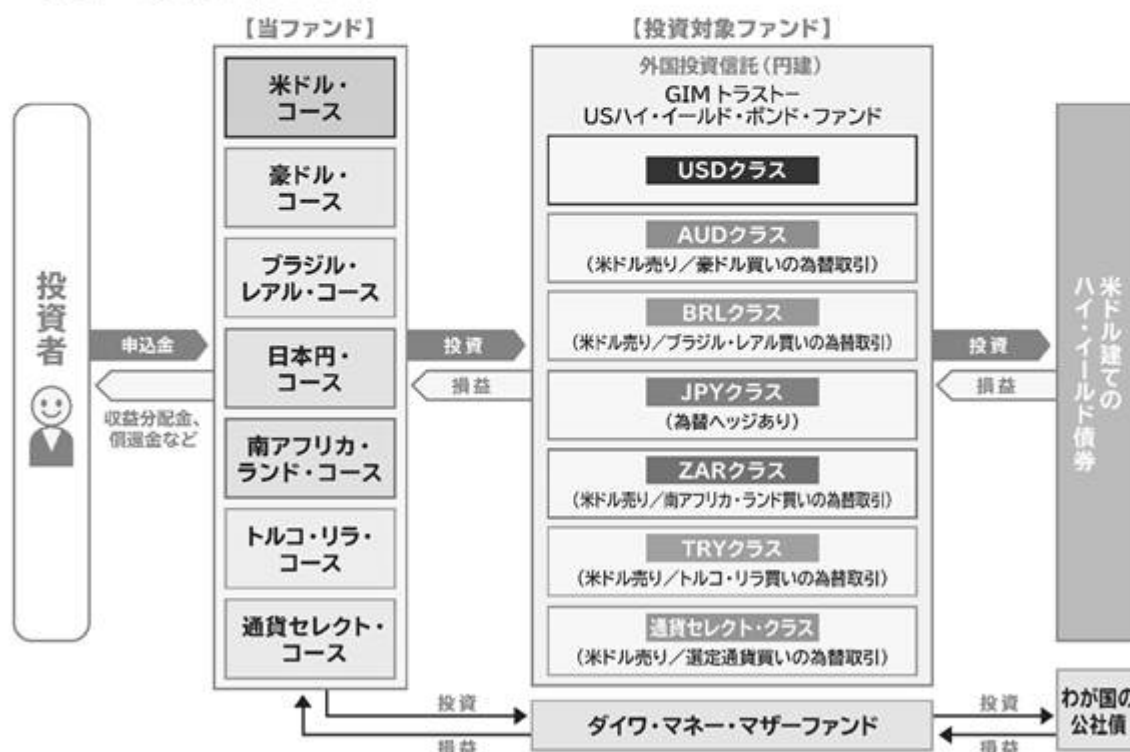 【当ファンド】
米ドル・
コース
豪ドル・
コース
ブラジル・
レアル・コース
日本円・
コース
南アフリカ・
ランド・コース
トルコ・リラ・
コース
通貨セレクト・
コース
【投資対象ファンド】
外国投資信託(円建)
GIMトラスト−
USハイ・イールド・ボンド・ファンド
USDクラス
AUDクラス
(米ドル売り/豪ドル買いの為替取引)
BRLクラス
(米ドル売り/ブラジル・レアル買いの為替取引)
JPYクラス
(為替ヘッジあり)
ZARクラス
(米ドル売り/南アフリカ・ランド買いの為替取引)
TRYクラス
(米ドル売り/トルコ・リラ買いの為替取引)
通貨セレクト・クラス
(米ドル売り/選定通貨買いの為替取引)
投資者
申込金
収益分配金、
償還金など
投資
損益
投資
損益
米ドル建ての
ハイ・イールド債券
投資
損益
ダイワ・マネー・マザーファンド
投資
損益
わが国の
公社債